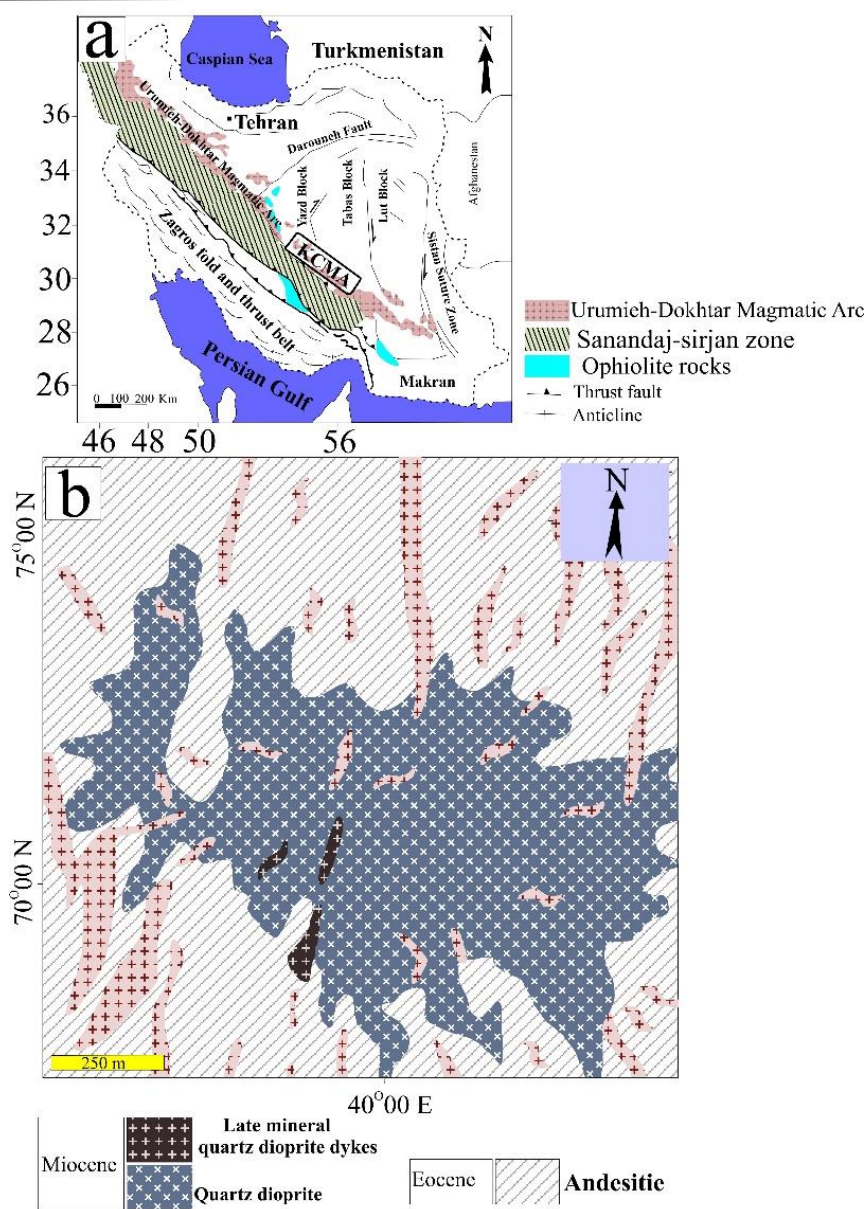 a
Caspian Sea
Turkmenistan
N
36
34
32
30
28
26
Tehran
Urumieh-Dokhtar Magmatic Arc
Darouneh Fault
Yazd Block
Tabas Block
Lut Block
Afghanestan
KCMA
Sistan Suture Zone
Zagros fold and thrust belt
Persian Gulf
Makran
0 100 200 Km
46 48 50 56
Urumieh-Dokhtar Magmatic Arc
Sanandaj-sirjan zone
Ophiolite rocks
Thrust fault
Anticline
b
N
75°00 N
70°00 N
250 m
40°00 E
Miocene
Late mineral
quartz dioprite dykes
Quartz dioprite
Eocene
Andesitic